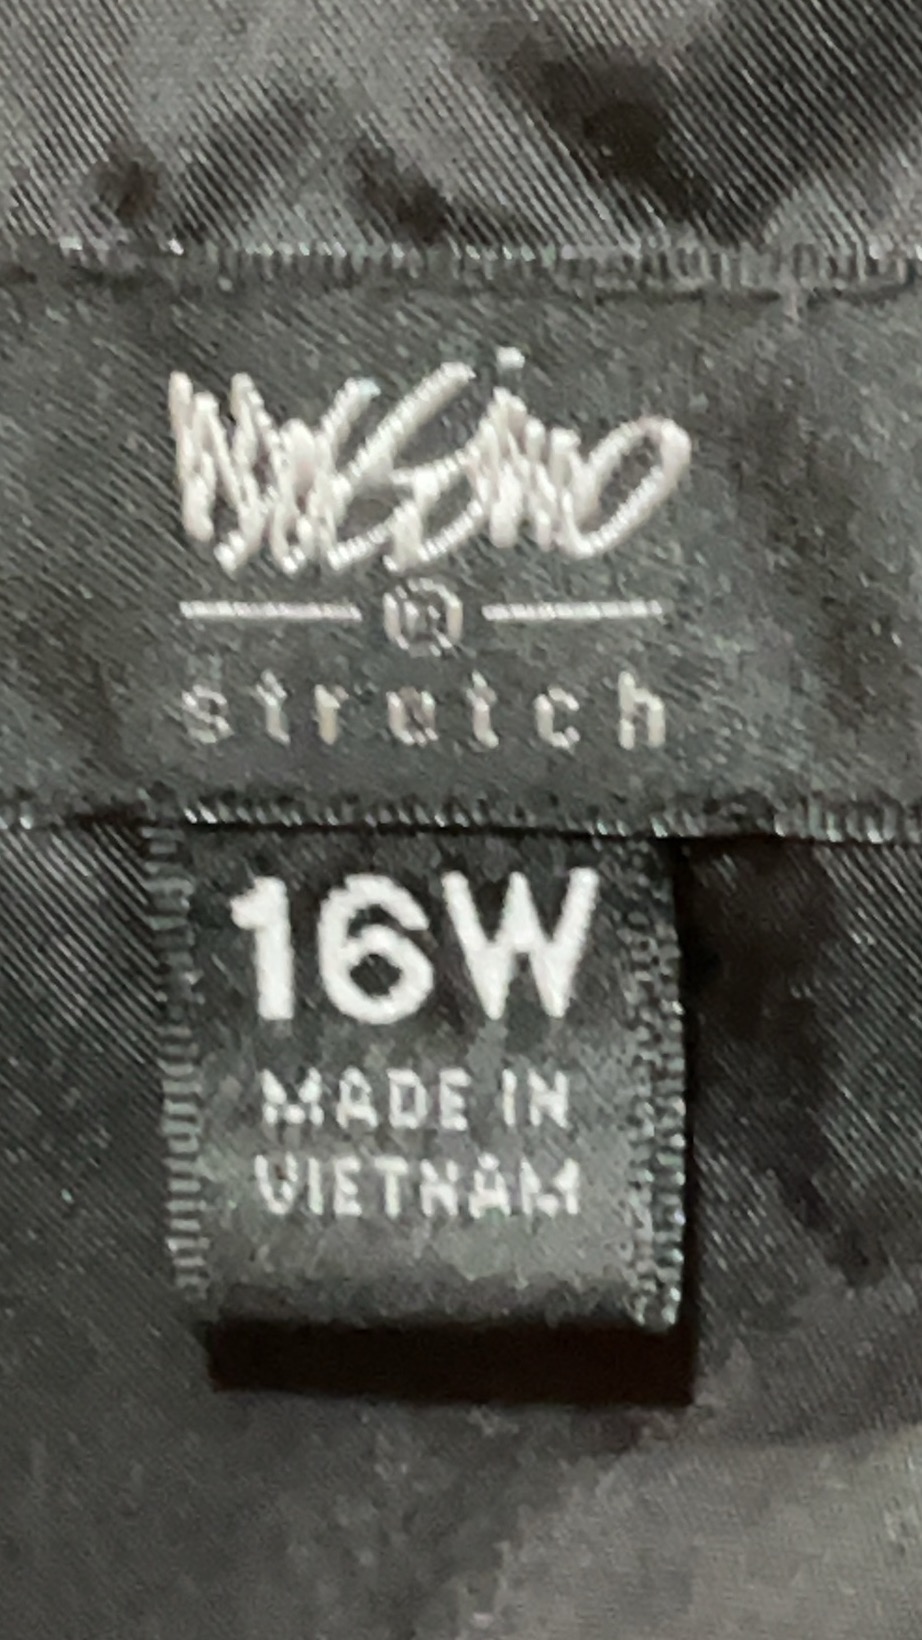 mossimo
®
stretch
16W
MADE IN
VIETNAM